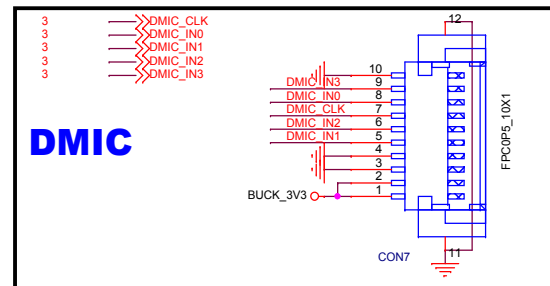 3 DMIC_CLK
3 DMIC_IN0
3 DMIC_IN1
3 DMIC_IN2
3 DMIC_IN3
DMIC
12
10
DMIC_IN3 9
DMIC_IN0 8
DMIC_CLK 7
DMIC_IN2 6
DMIC_IN1 5
4
3
2
BUCK_3V3 1
FPC0P5_10X1
11
CON7